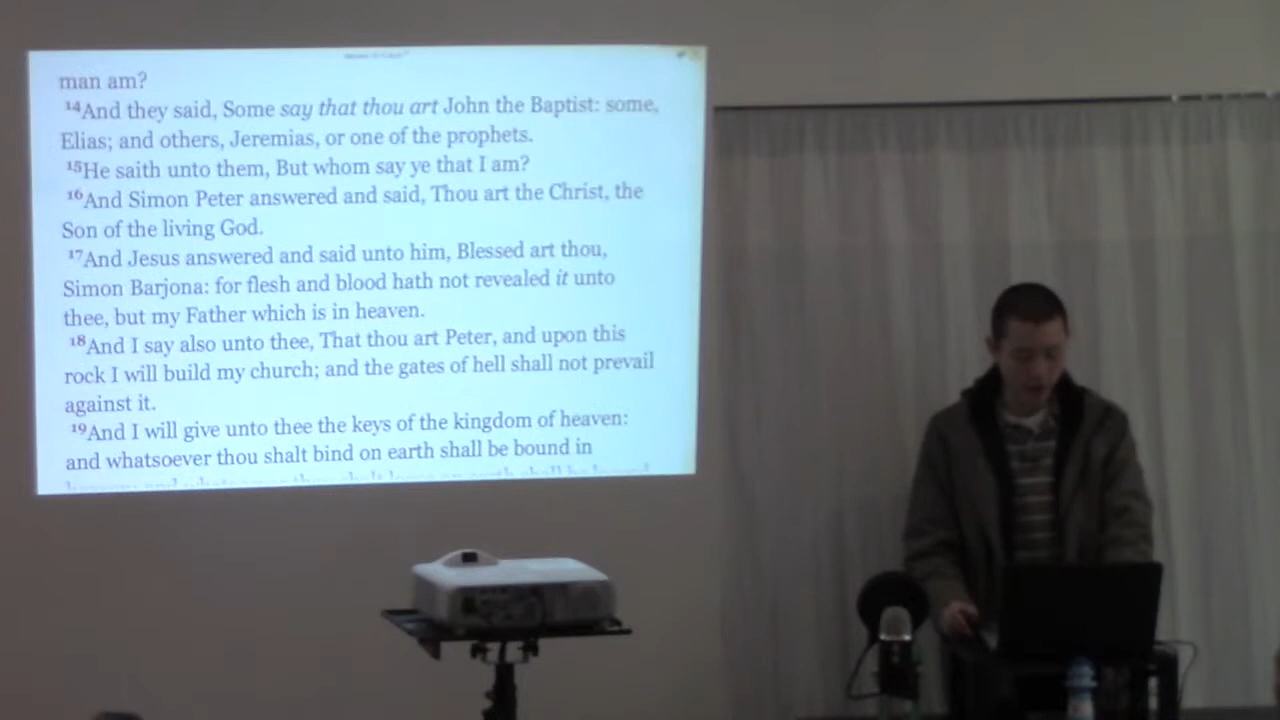 man am?
¹⁴And they said, Some say that thou art John the Baptist: some,
Elias; and others, Jeremias, or one of the prophets.
¹⁵He saith unto them, But whom say ye that I am?
¹⁶And Simon Peter answered and said, Thou art the Christ, the
Son of the living God.
¹⁷And Jesus answered and said unto him, Blessed art thou,
Simon Barjona: for flesh and blood hath not revealed it unto
thee, but my Father which is in heaven.
¹⁸And I say also unto thee, That thou art Peter, and upon this
rock I will build my church; and the gates of hell shall not prevail
against it.
¹⁹And I will give unto thee the keys of the kingdom of heaven:
and whatsoever thou shalt bind on earth shall be bound in